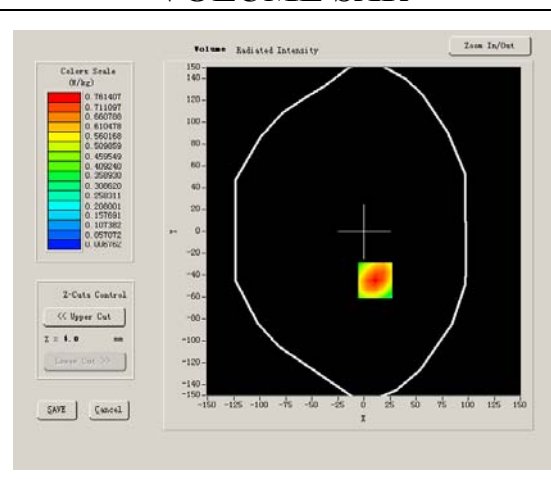 VOLUME SAR
Volume Radiated Intensity
Zoom In/Out
Colors Scale
(W/kg)
0.761407
0.711097
0.660788
0.610478
0.560168
0.509859
0.459549
0.409240
0.358930
0.308620
0.258311
0.208001
0.157691
0.107382
0.057072
0.006762
Z-Cuts Control
<< Upper Cut
Z = 4.0 mm
Lower Cut >>
SAVE Cancel
150
140
120
100
80
60
40
20
0
-20
-40
-60
-80
-100
-120
-140
-150
Y
-150 -125 -100 -75 -50 -25 0 25 50 75 100 125 150
X